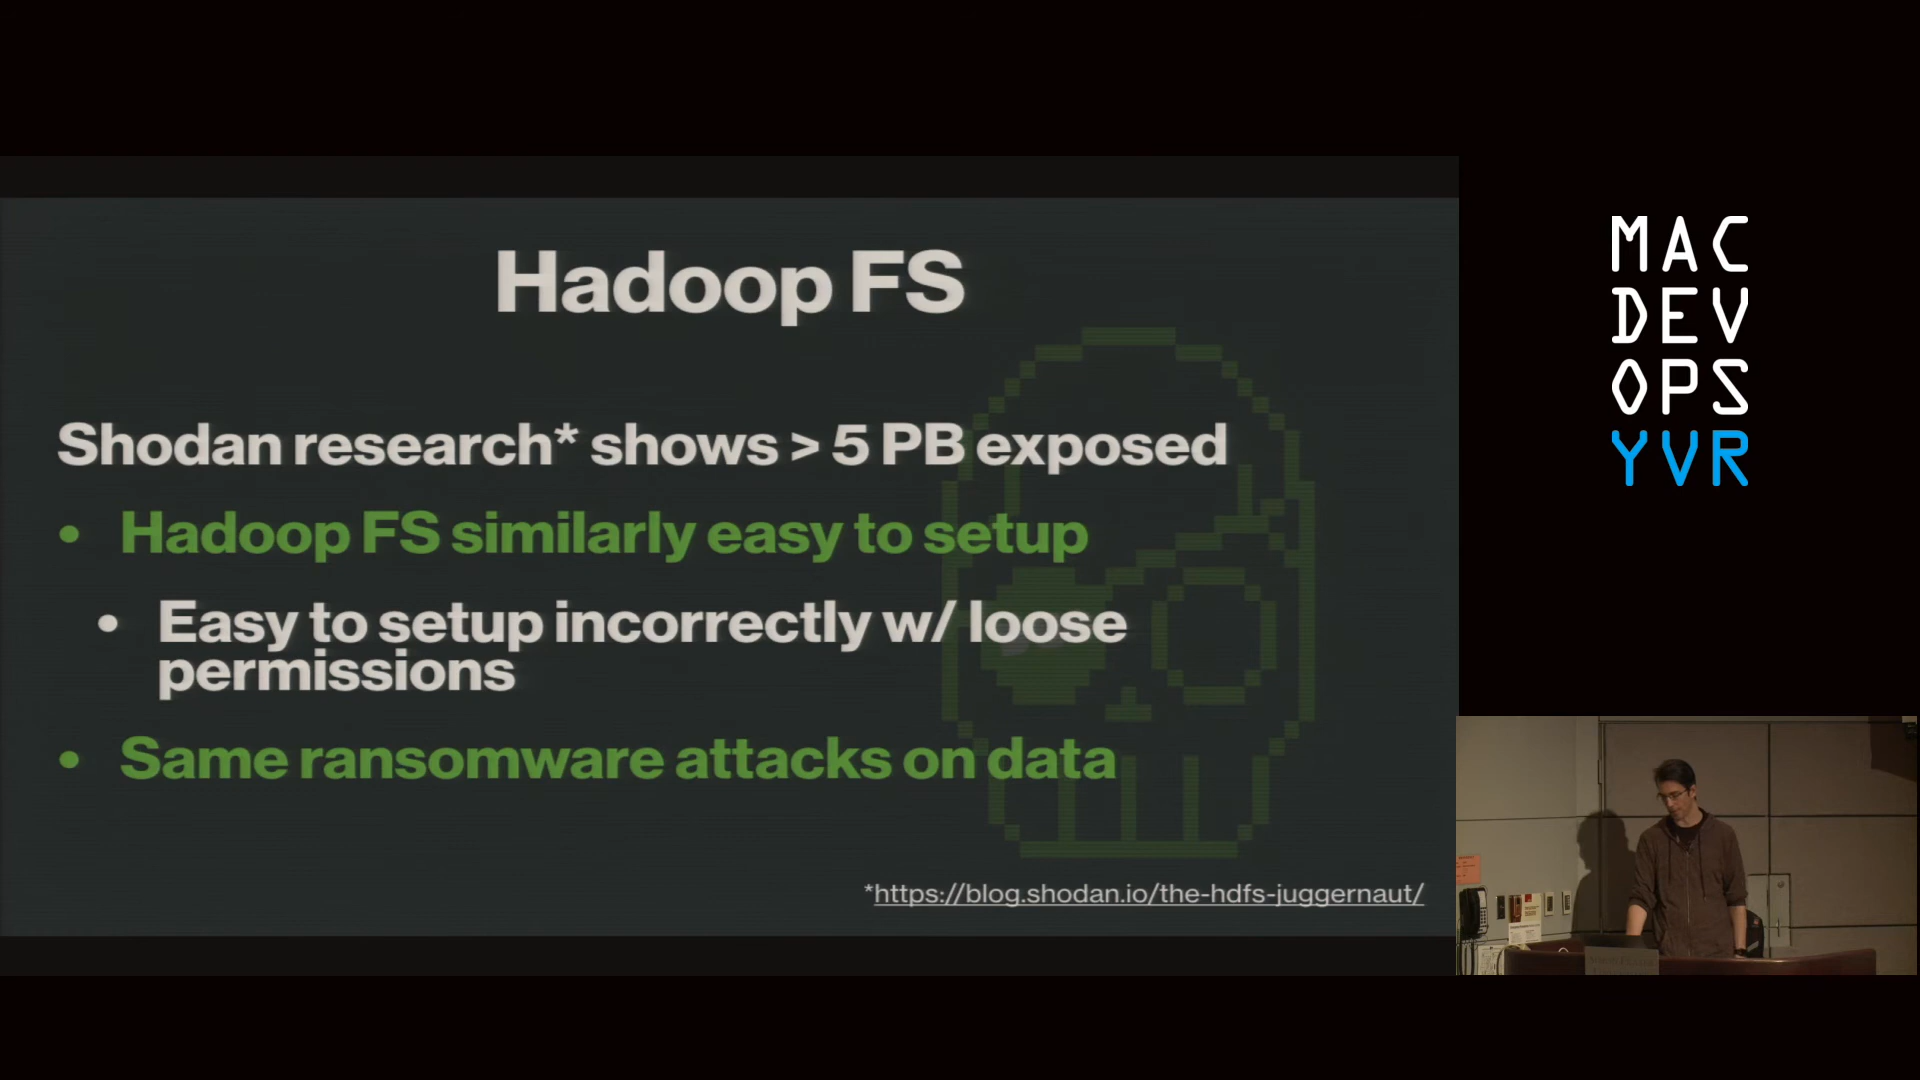 Hadoop FS
Shodan research* shows > 5 PB exposed
• Hadoop FS similarly easy to setup
• Easy to setup incorrectly w/ loose
permissions
• Same ransomware attacks on data
*https://blog.shodan.io/the-hdfs-juggernaut/
MAC
DEV
OPS
YVR